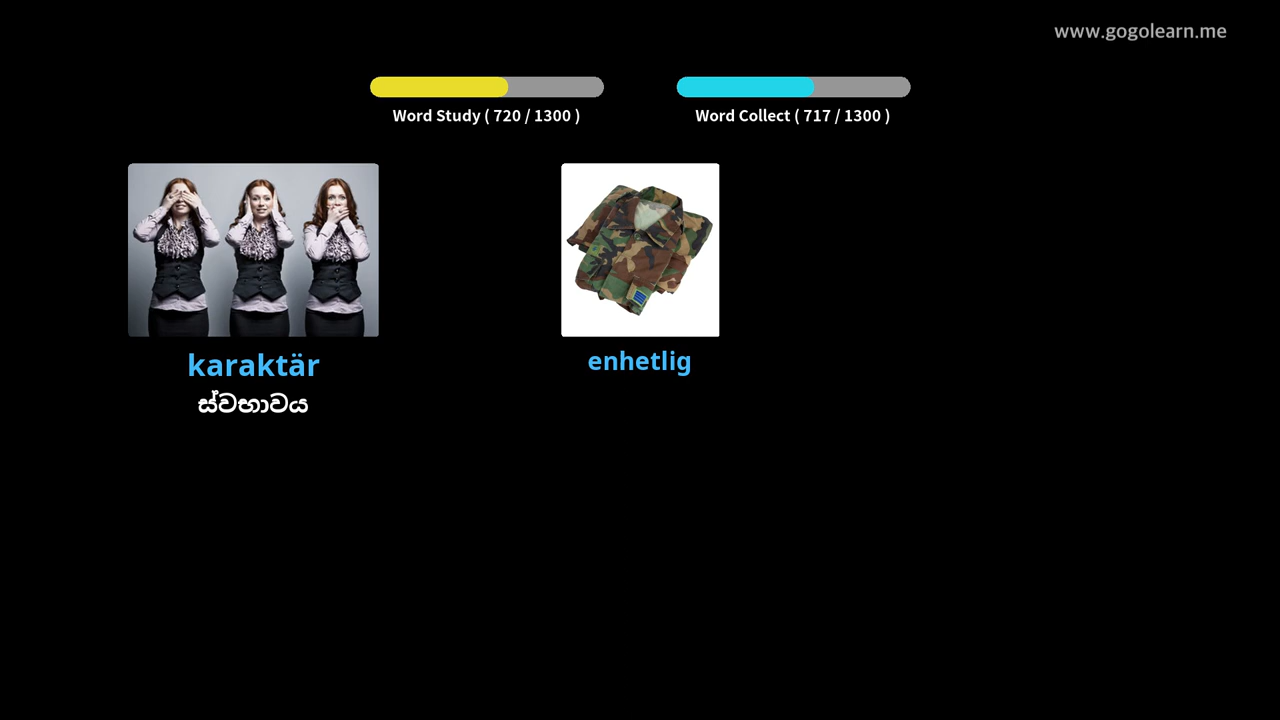 www.gogolearn.me
Word Study ( 720 / 1300 )
Word Collect ( 717 / 1300 )
karaktär
ස්වභාවය
enhetlig